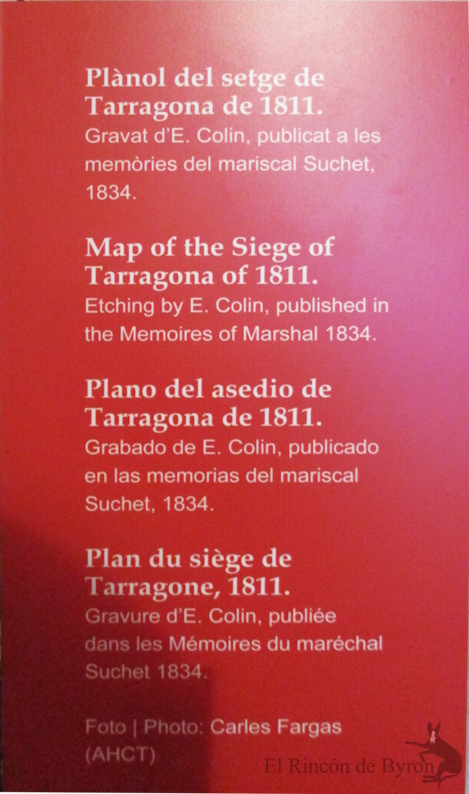 Plànol del setge de
Tarragona de 1811.
Gravat d'E. Colin, publicat a les
memòries del mariscal Suchet,
1834.
Map of the Siege of
Tarragona of 1811.
Etching by E. Colin, published in
the Memoires of Marshal 1834.
Plano del asedio de
Tarragona de 1811.
Grabado de E. Colin, publicado
en las memorias del mariscal
Suchet, 1834.
Plan du siège de
Tarragone, 1811.
Gravure d'E. Colin, publiée
dans les Mémoires du maréchal
Suchet 1834.
Foto | Photo: Carles Fargas
(AHCT)
El Rincón de Byron